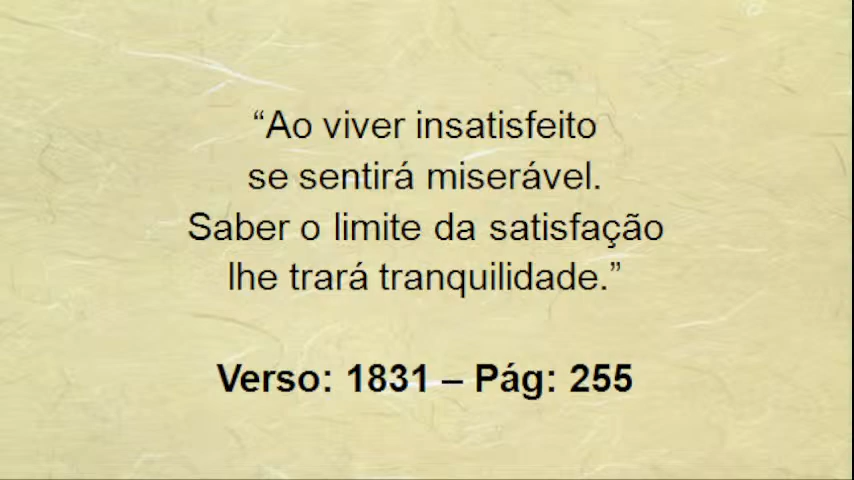 “Ao viver insatisfeito
se sentirá miserável.
Saber o limite da satisfação
lhe trará tranquilidade.”
Verso: 1831 – Pág: 255